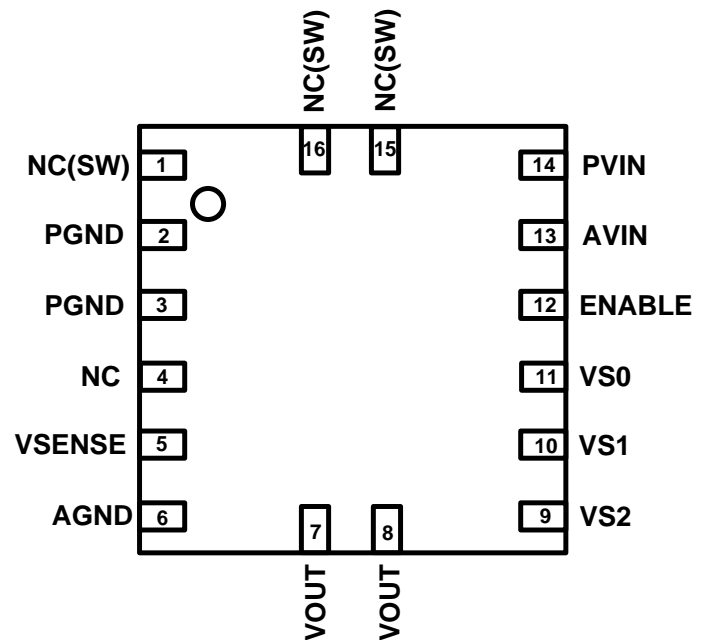 NC(SW)
NC(SW)
16
15
NC(SW)
1
14
PVIN
PGND
2
13
AVIN
PGND
3
12
ENABLE
NC
4
11
VS0
VSENSE
5
10
VS1
AGND
6
9
VS2
7
8
VOUT
VOUT